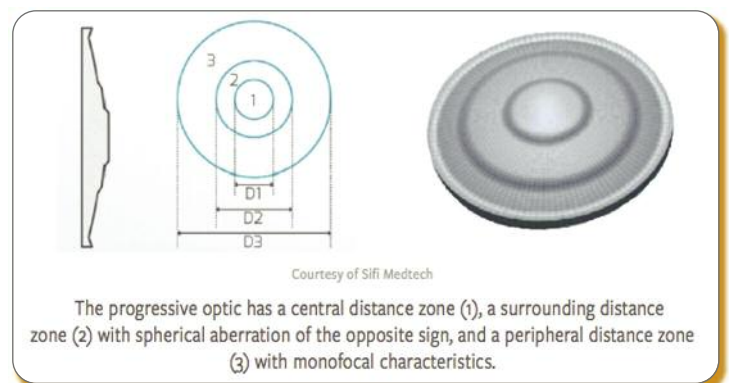 3
2
1
D1
D2
D3
Courtesy of Sifi Medtech
The progressive optic has a central distance zone (1), a surrounding distance
zone (2) with spherical aberration of the opposite sign, and a peripheral distance zone
(3) with monofocal characteristics.